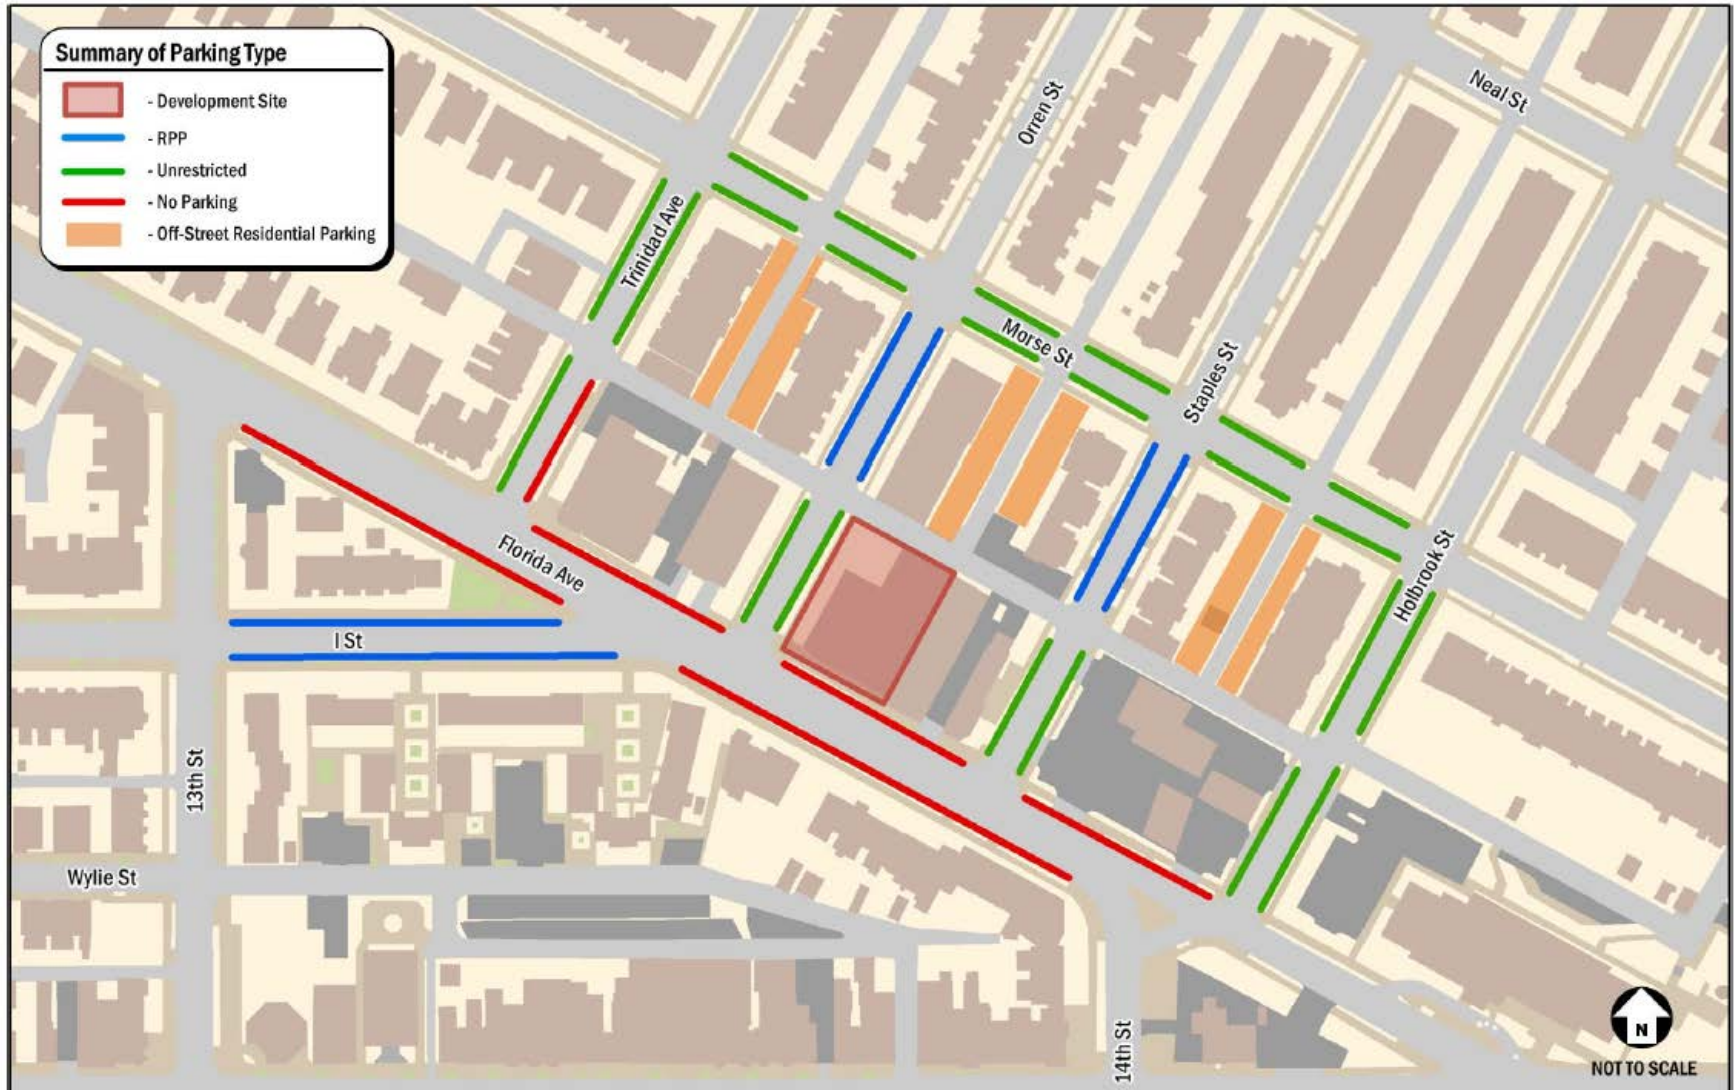 Summary of Parking Type
- Development Site
- RPP
- Unrestricted
- No Parking
- Off-Street Residential Parking
Neal St
Orren St
Trinidad Ave
Morse St
Staples St
Florida Ave
Holbrook St
I St
13th St
Wylie St
14th St
N
NOT TO SCALE